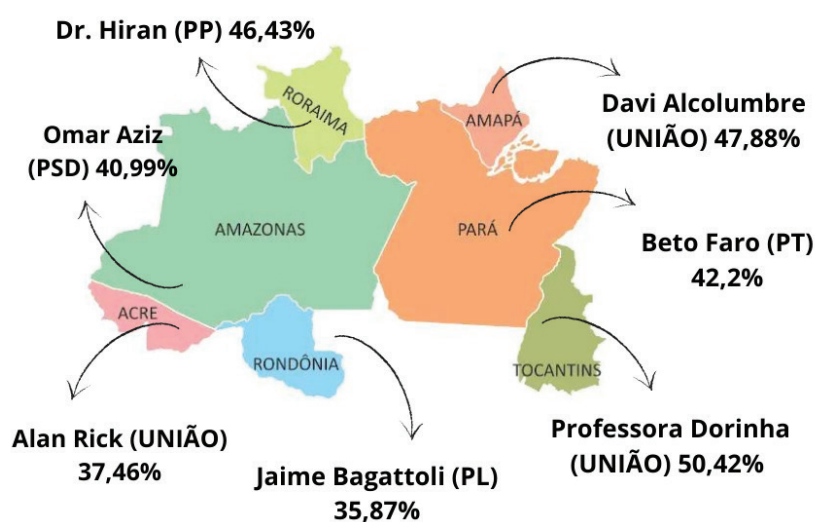 Dr. Hiran (PP) 46,43%
RORAIMA
AMAPÁ
Davi Alcolumbre
(UNIÃO) 47,88%
Omar Aziz
(PSD) 40,99%
AMAZONAS
PARÁ
Beto Faro (PT)
42,2%
ACRE
RONDÔNIA
TOCANTINS
Alan Rick (UNIÃO)
37,46%
Jaime Bagattoli (PL)
35,87%
Professora Dorinha
(UNIÃO) 50,42%